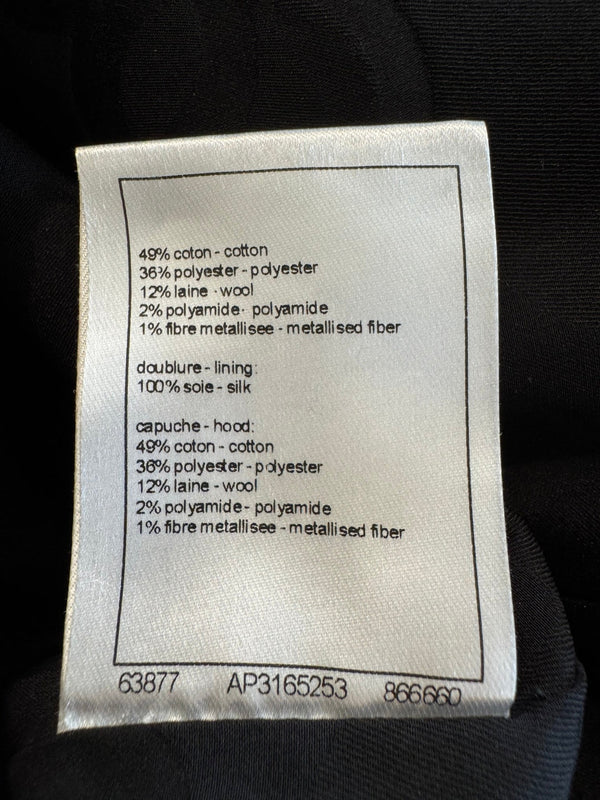 49% coton - cotton
36% polyester - polyester
12% laine - wool
2% polyamide - polyamide
1% fibre metallisee - metallised fiber
doublure - lining:
100% soie - silk
capuche - hood:
49% coton - cotton
36% polyester - polyester
12% laine - wool
2% polyamide - polyamide
1% fibre metallisee - metallised fiber
63877 AP3165253 866660